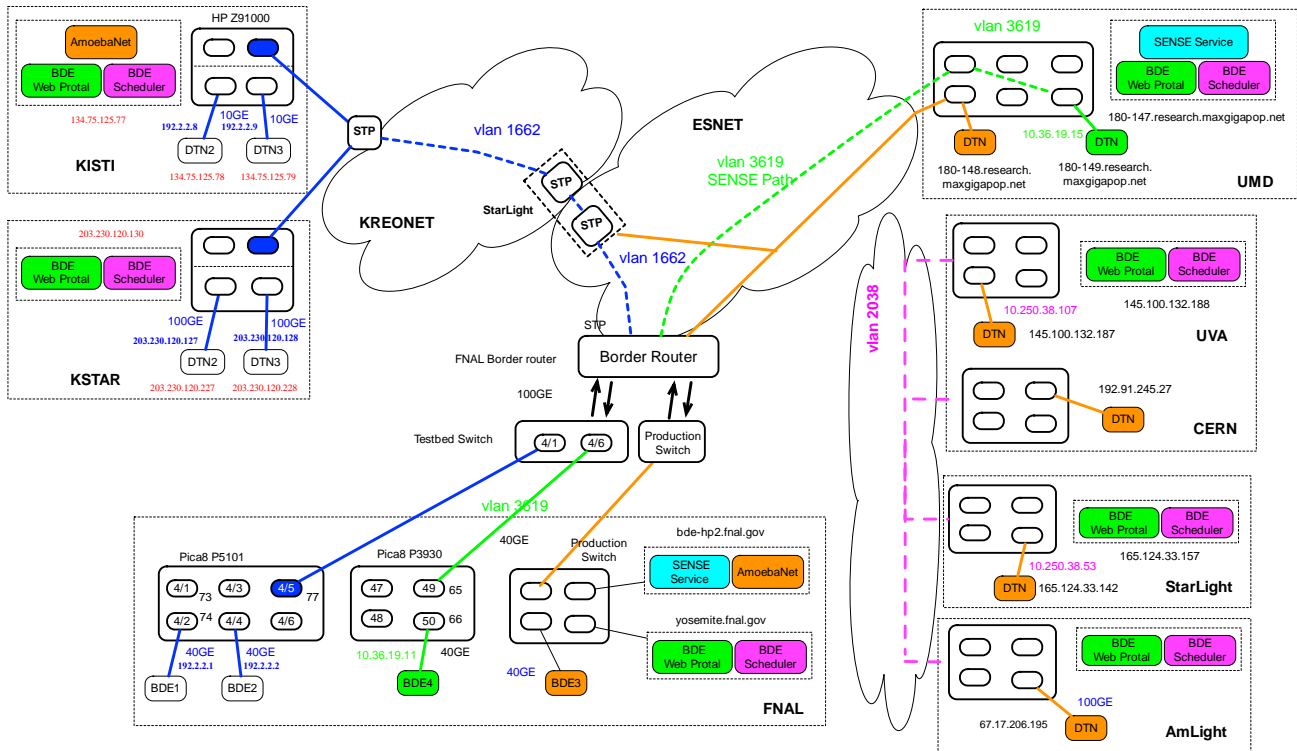 HP Z91000
AmoebaNet
BDE
Web Protal
BDE
Scheduler
134.75.125.77
10GE
192.2.2.8
192.2.2.9
10GE
DTN2
DTN3
134.75.125.78
134.75.125.79
KISTI
203.230.120.130
BDE
Web Protal
BDE
Scheduler
100GE
100GE
203.230.120.127
203.230.120.128
DTN2
DTN3
203.230.120.227
203.230.120.228
KSTAR
STP
vlan 1662
KREONET
STP
StarLight
STP
ESNET
vlan 3619
SENSE Path
vlan 1662
STP
FNAL Border router
Border Router
100GE
Testbed Switch
4/1
4/6
Production
Switch
vlan 3619
40GE
Pica8 P5101
4/1
73
4/3
4/5
77
4/2
74
4/4
4/6
40GE
192.2.2.1
40GE
192.2.2.2
BDE1
BDE2
Pica8 P3930
47
49
65
48
50
66
10.36.19.11
40GE
BDE4
Production
Switch
40GE
BDE3
bde-hp2.fnal.gov
SENSE
Service
AmoebaNet
yosemite.fnal.gov
BDE
Web Protal
BDE
Scheduler
FNAL
vlan 3619
SENSE Service
BDE
Web Protal
BDE
Scheduler
180-147.research.maxgigapop.net
10.36.19.15
DTN
DTN
180-148.research.
maxgigapop.net
180-149.research.
maxgigapop.net
UMD
vlan 2038
BDE
Web Protal
BDE
Scheduler
10.250.38.107
145.100.132.188
DTN
145.100.132.187
UVA
192.91.245.27
DTN
CERN
BDE
Web Protal
BDE
Scheduler
165.124.33.157
10.250.38.53
DTN
165.124.33.142
StarLight
BDE
Web Protal
BDE
Scheduler
100GE
67.17.206.195
DTN
AmLight